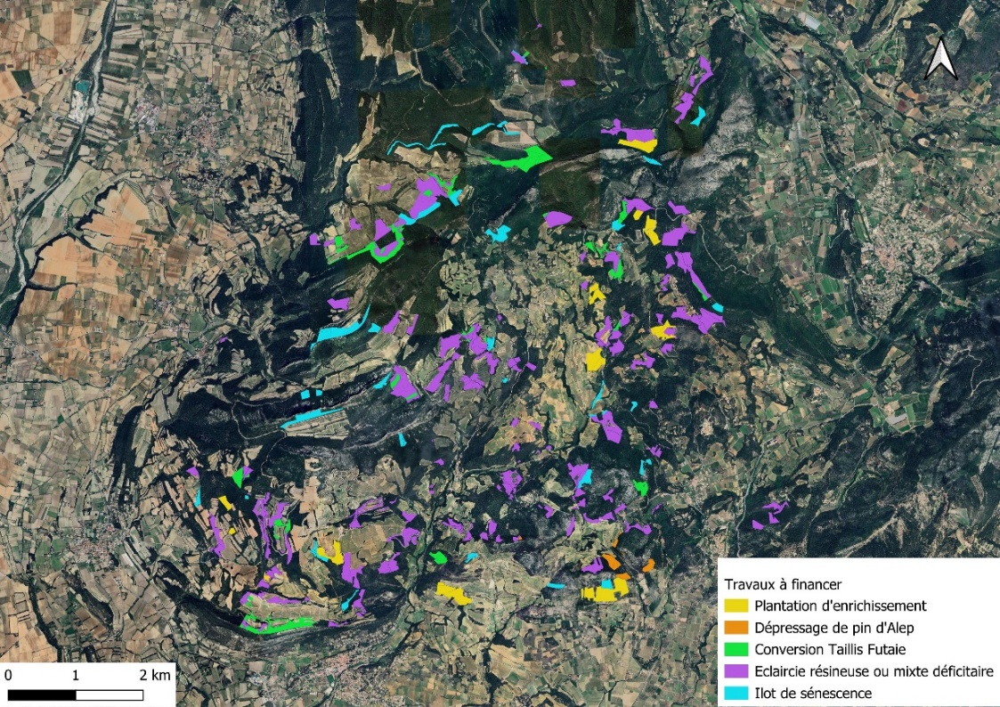 Travaux à financer
Plantation d'enrichissement
Dépressage de pin d'Alep
Conversion Taillis Futaie
Eclaircie résineuse ou mixte déficitaire
Ilot de sénescence
0 1 2 km